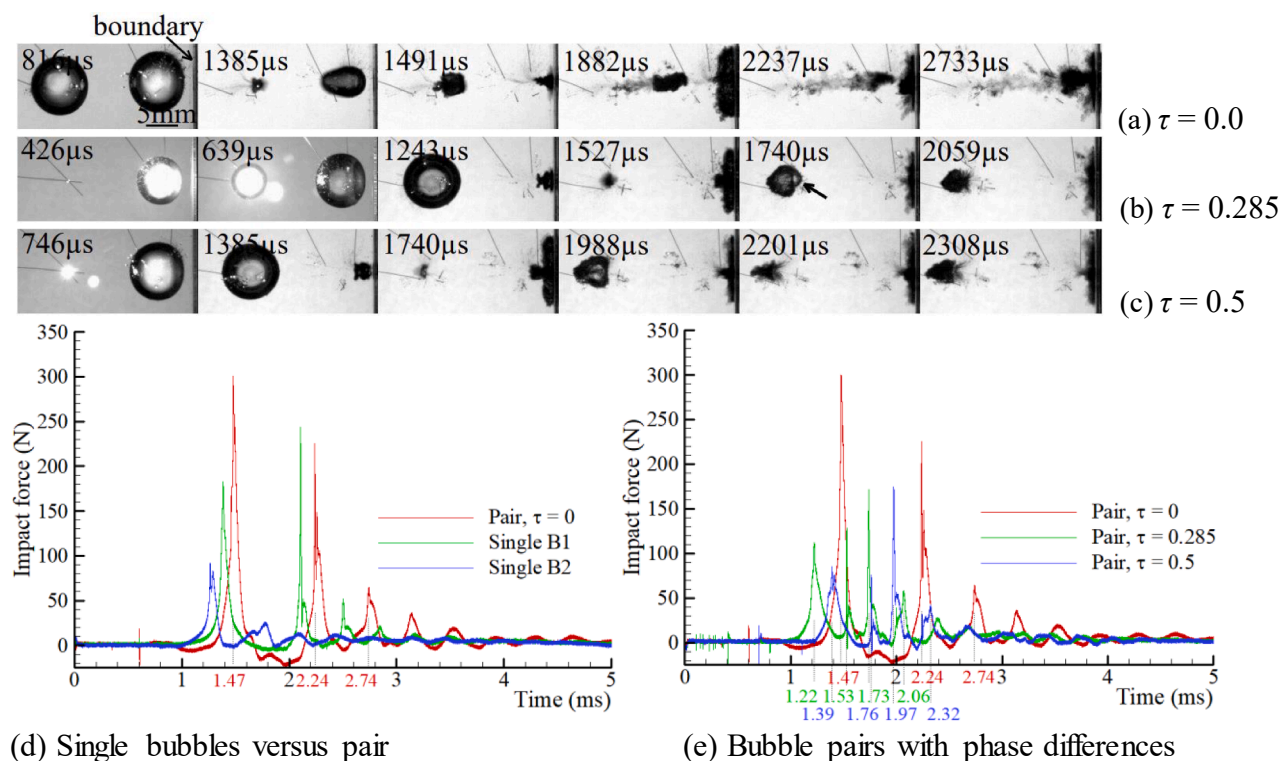 boundary
816µs 1385µs 1491µs 1882µs 2237µs 2733µs
5mm
(a) τ = 0.0
426µs 639µs 1243µs 1527µs 1740µs 2059µs
(b) τ = 0.285
746µs 1385µs 1740µs 1988µs 2201µs 2308µs
(c) τ = 0.5
350
300
250
200
150
100
50
0
Impact force (N)
Pair, τ = 0
Single B1
Single B2
0 1 2 3 4 5
1.47 2.24 2.74
Time (ms)
350
300
250
200
150
100
50
0
Impact force (N)
Pair, τ = 0
Pair, τ = 0.285
Pair, τ = 0.5
0 1 2 3 4 5
1.47 2.24 2.74
Time (ms)
1.22 1.53 1.73 2.06
1.39 1.76 1.97 2.32
(d) Single bubbles versus pair
(e) Bubble pairs with phase differences